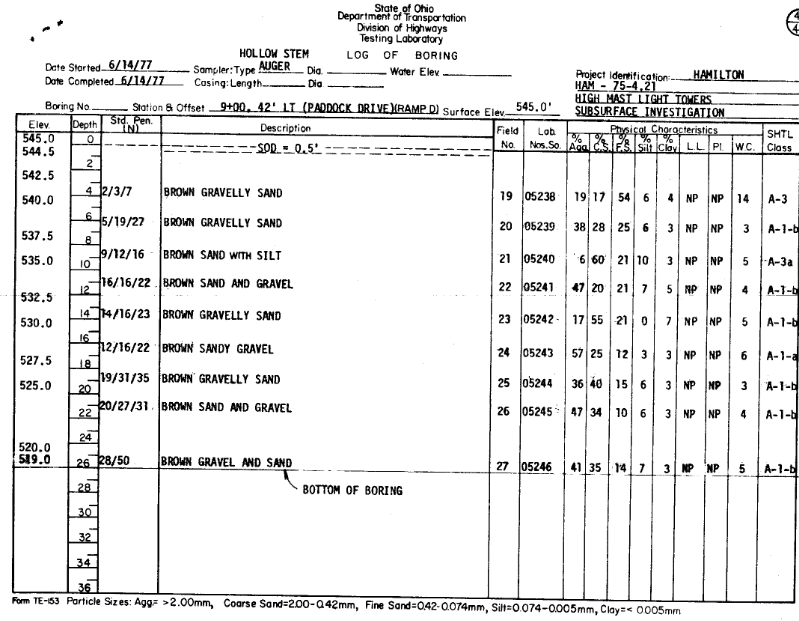 State of Ohio
Department of Transportation
Division of Highways
Testing Laboratory
LOG OF BORING
Date Started 6/14/77 Sampler: Type HOLLOW STEM AUGER Dia. Water Elev.
Date Completed 6/14/77 Casing: Length Dia
Project Identification: HAMILTON
HAM - 75-4.21
HIGH MAST LIGHT TOWERS
SUBSURFACE INVESTIGATION
Boring No. Station & Offset 9+00, 42' LT (PADDOCK DRIVE)(RAMP D) Surface Elev. 545.0'
Elev. Depth Std. Pen. (N) Description Field No. Lab. Nos.So. Physical Characteristics SHTL Class
% Agg. % C.S. % F.S. % Silt % Clay L.L. P.I. W.C.
545.0 0
544.5 SOD = 0.5'
2
542.5
540.0 4 2/3/7 BROWN GRAVELLY SAND 19 05238 19 17 54 6 4 NP NP 14 A-3
6 5/19/27 BROWN GRAVELLY SAND 20 05239 38 28 25 6 3 NP NP 3 A-1-b
537.5 8
535.0 10 9/12/16 BROWN SAND WITH SILT 21 05240 6 60 21 10 3 NP NP 5 A-3a
12 16/16/22 BROWN SAND AND GRAVEL 22 05241 47 20 21 7 5 NP NP 4 A-1-b
532.5
530.0 14 14/16/23 BROWN GRAVELLY SAND 23 05242 17 55 21 0 7 NP NP 5 A-1-b
16 12/16/22 BROWN SANDY GRAVEL 24 05243 57 25 12 3 3 NP NP 6 A-1-a
527.5 18
525.0 20 19/31/35 BROWN GRAVELLY SAND 25 05244 36 40 15 6 3 NP NP 3 A-1-b
22 20/27/31 BROWN SAND AND GRAVEL 26 05245 47 34 10 6 3 NP NP 4 A-1-b
24
520.0
519.0 26 28/50 BROWN GRAVEL AND SAND 27 05246 41 35 14 7 3 NP NP 5 A-1-b
28 BOTTOM OF BORING
30
32
34
36
Form TE-153 Particle Sizes: Agg.= >2.00mm, Coarse Sand=2.00-0.42mm, Fine Sand=0.42-0.074mm, Silt=0.074-0.005mm, Clay=< 0.005mm